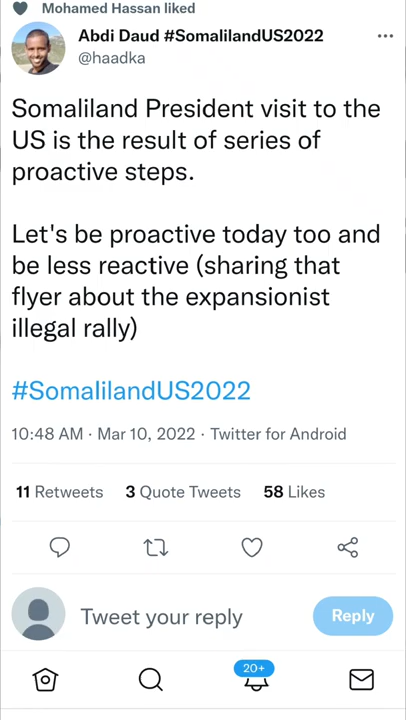 Mohamed Hassan liked
Abdi Daud #SomalilandUS2022
@haadka
Somaliland President visit to the
US is the result of series of
proactive steps.
Let's be proactive today too and
be less reactive (sharing that
flyer about the expansionist
illegal rally)
#SomalilandUS2022
10:48 AM · Mar 10, 2022 · Twitter for Android
11 Retweets 3 Quote Tweets 58 Likes
Tweet your reply
Reply
20+